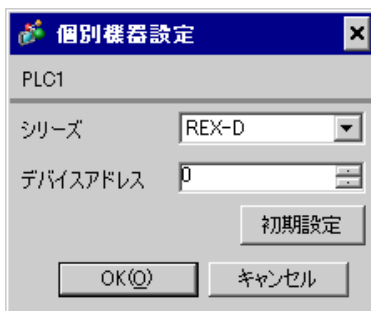 個別機器設定
PLC1
シリーズ REX-D
デバイスアドレス 0
初期設定
OK(O) キャンセル